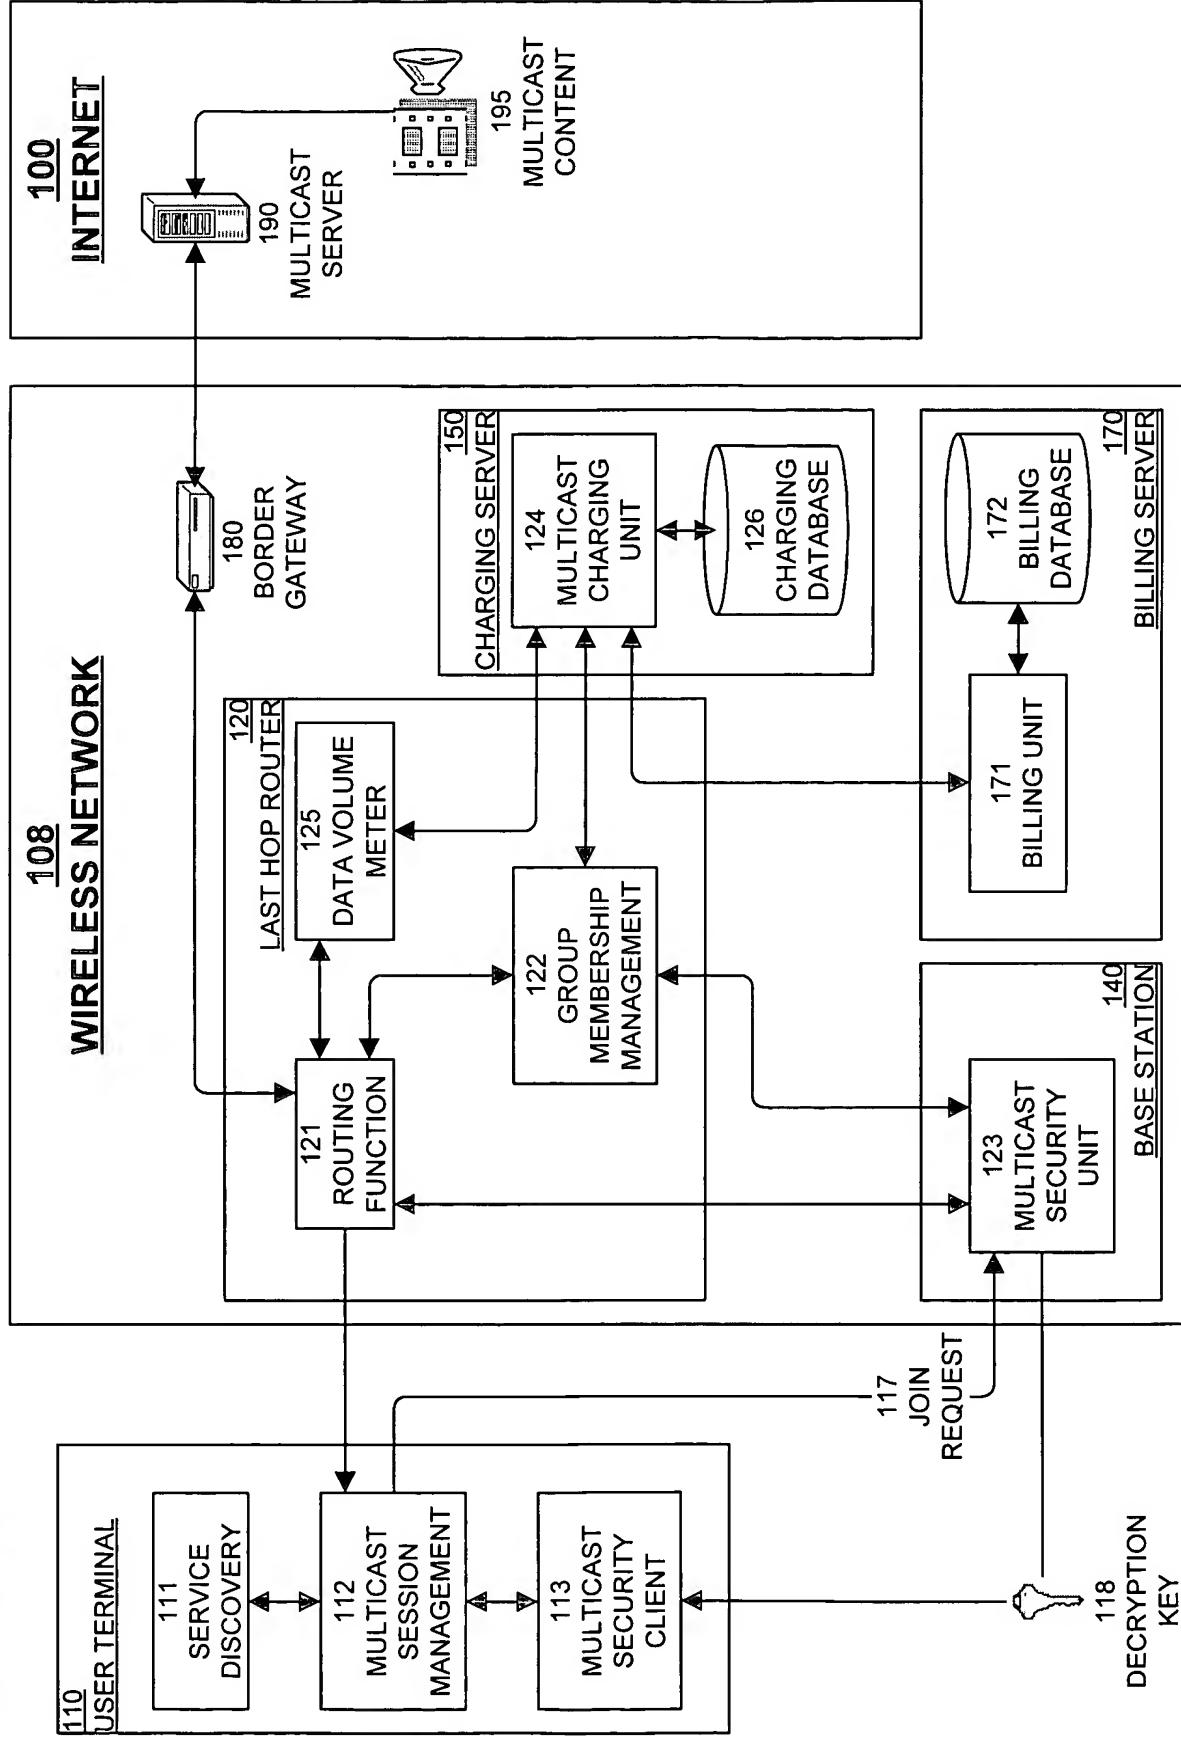 100
INTERNET
190
MULTICAST
SERVER
195
MULTICAST
CONTENT
108
WIRELESS NETWORK
180
BORDER
GATEWAY
120
LAST HOP ROUTER
121
ROUTING
FUNCTION
125
DATA VOLUME
METER
122
GROUP
MEMBERSHIP
MANAGEMENT
150
CHARGING SERVER
124
MULTICAST
CHARGING
UNIT
126
CHARGING
DATABASE
140
BASE STATION
123
MULTICAST
SECURITY
UNIT
170
BILLING SERVER
171
BILLING UNIT
172
BILLING
DATABASE
110
USER TERMINAL
111
SERVICE
DISCOVERY
112
MULTICAST
SESSION
MANAGEMENT
113
MULTICAST
SECURITY
CLIENT
117
JOIN
REQUEST
118
DECRYPTION
KEY